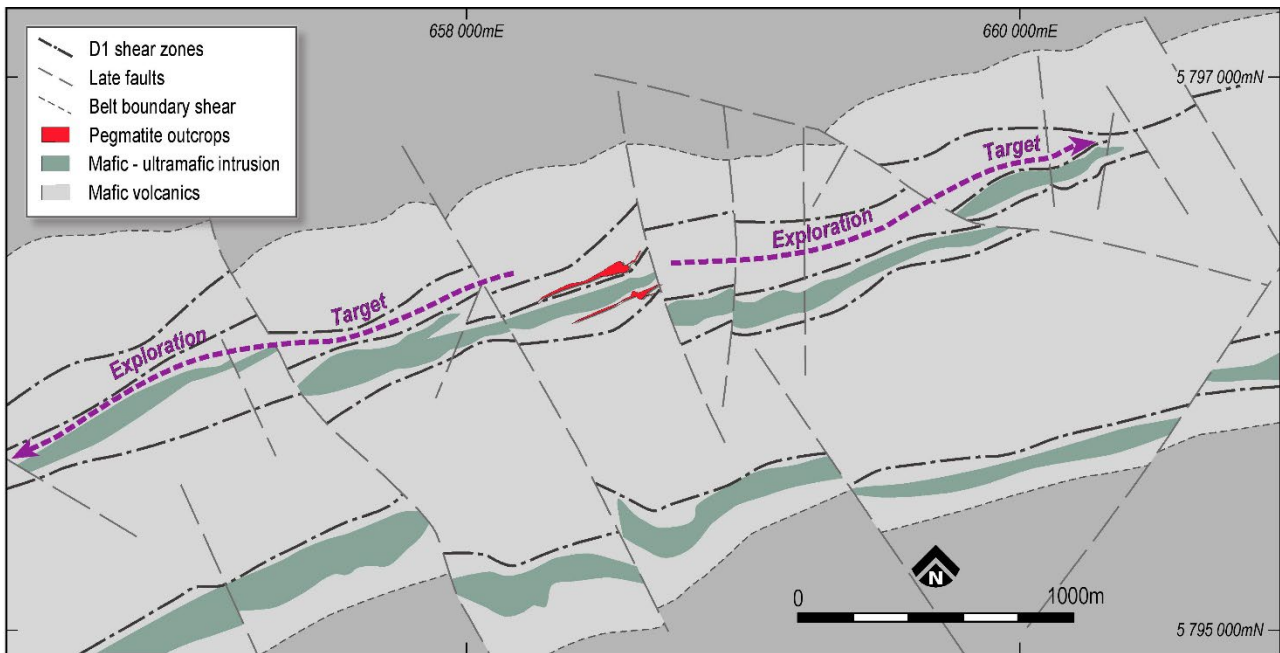 658 000mE
660 000mE
5 797 000mN
D1 shear zones
Late faults
Belt boundary shear
Pegmatite outcrops
Mafic - ultramafic intrusion
Mafic volcanics
Target
Exploration
Target
Exploration
N
0
1000m
5 795 000mN